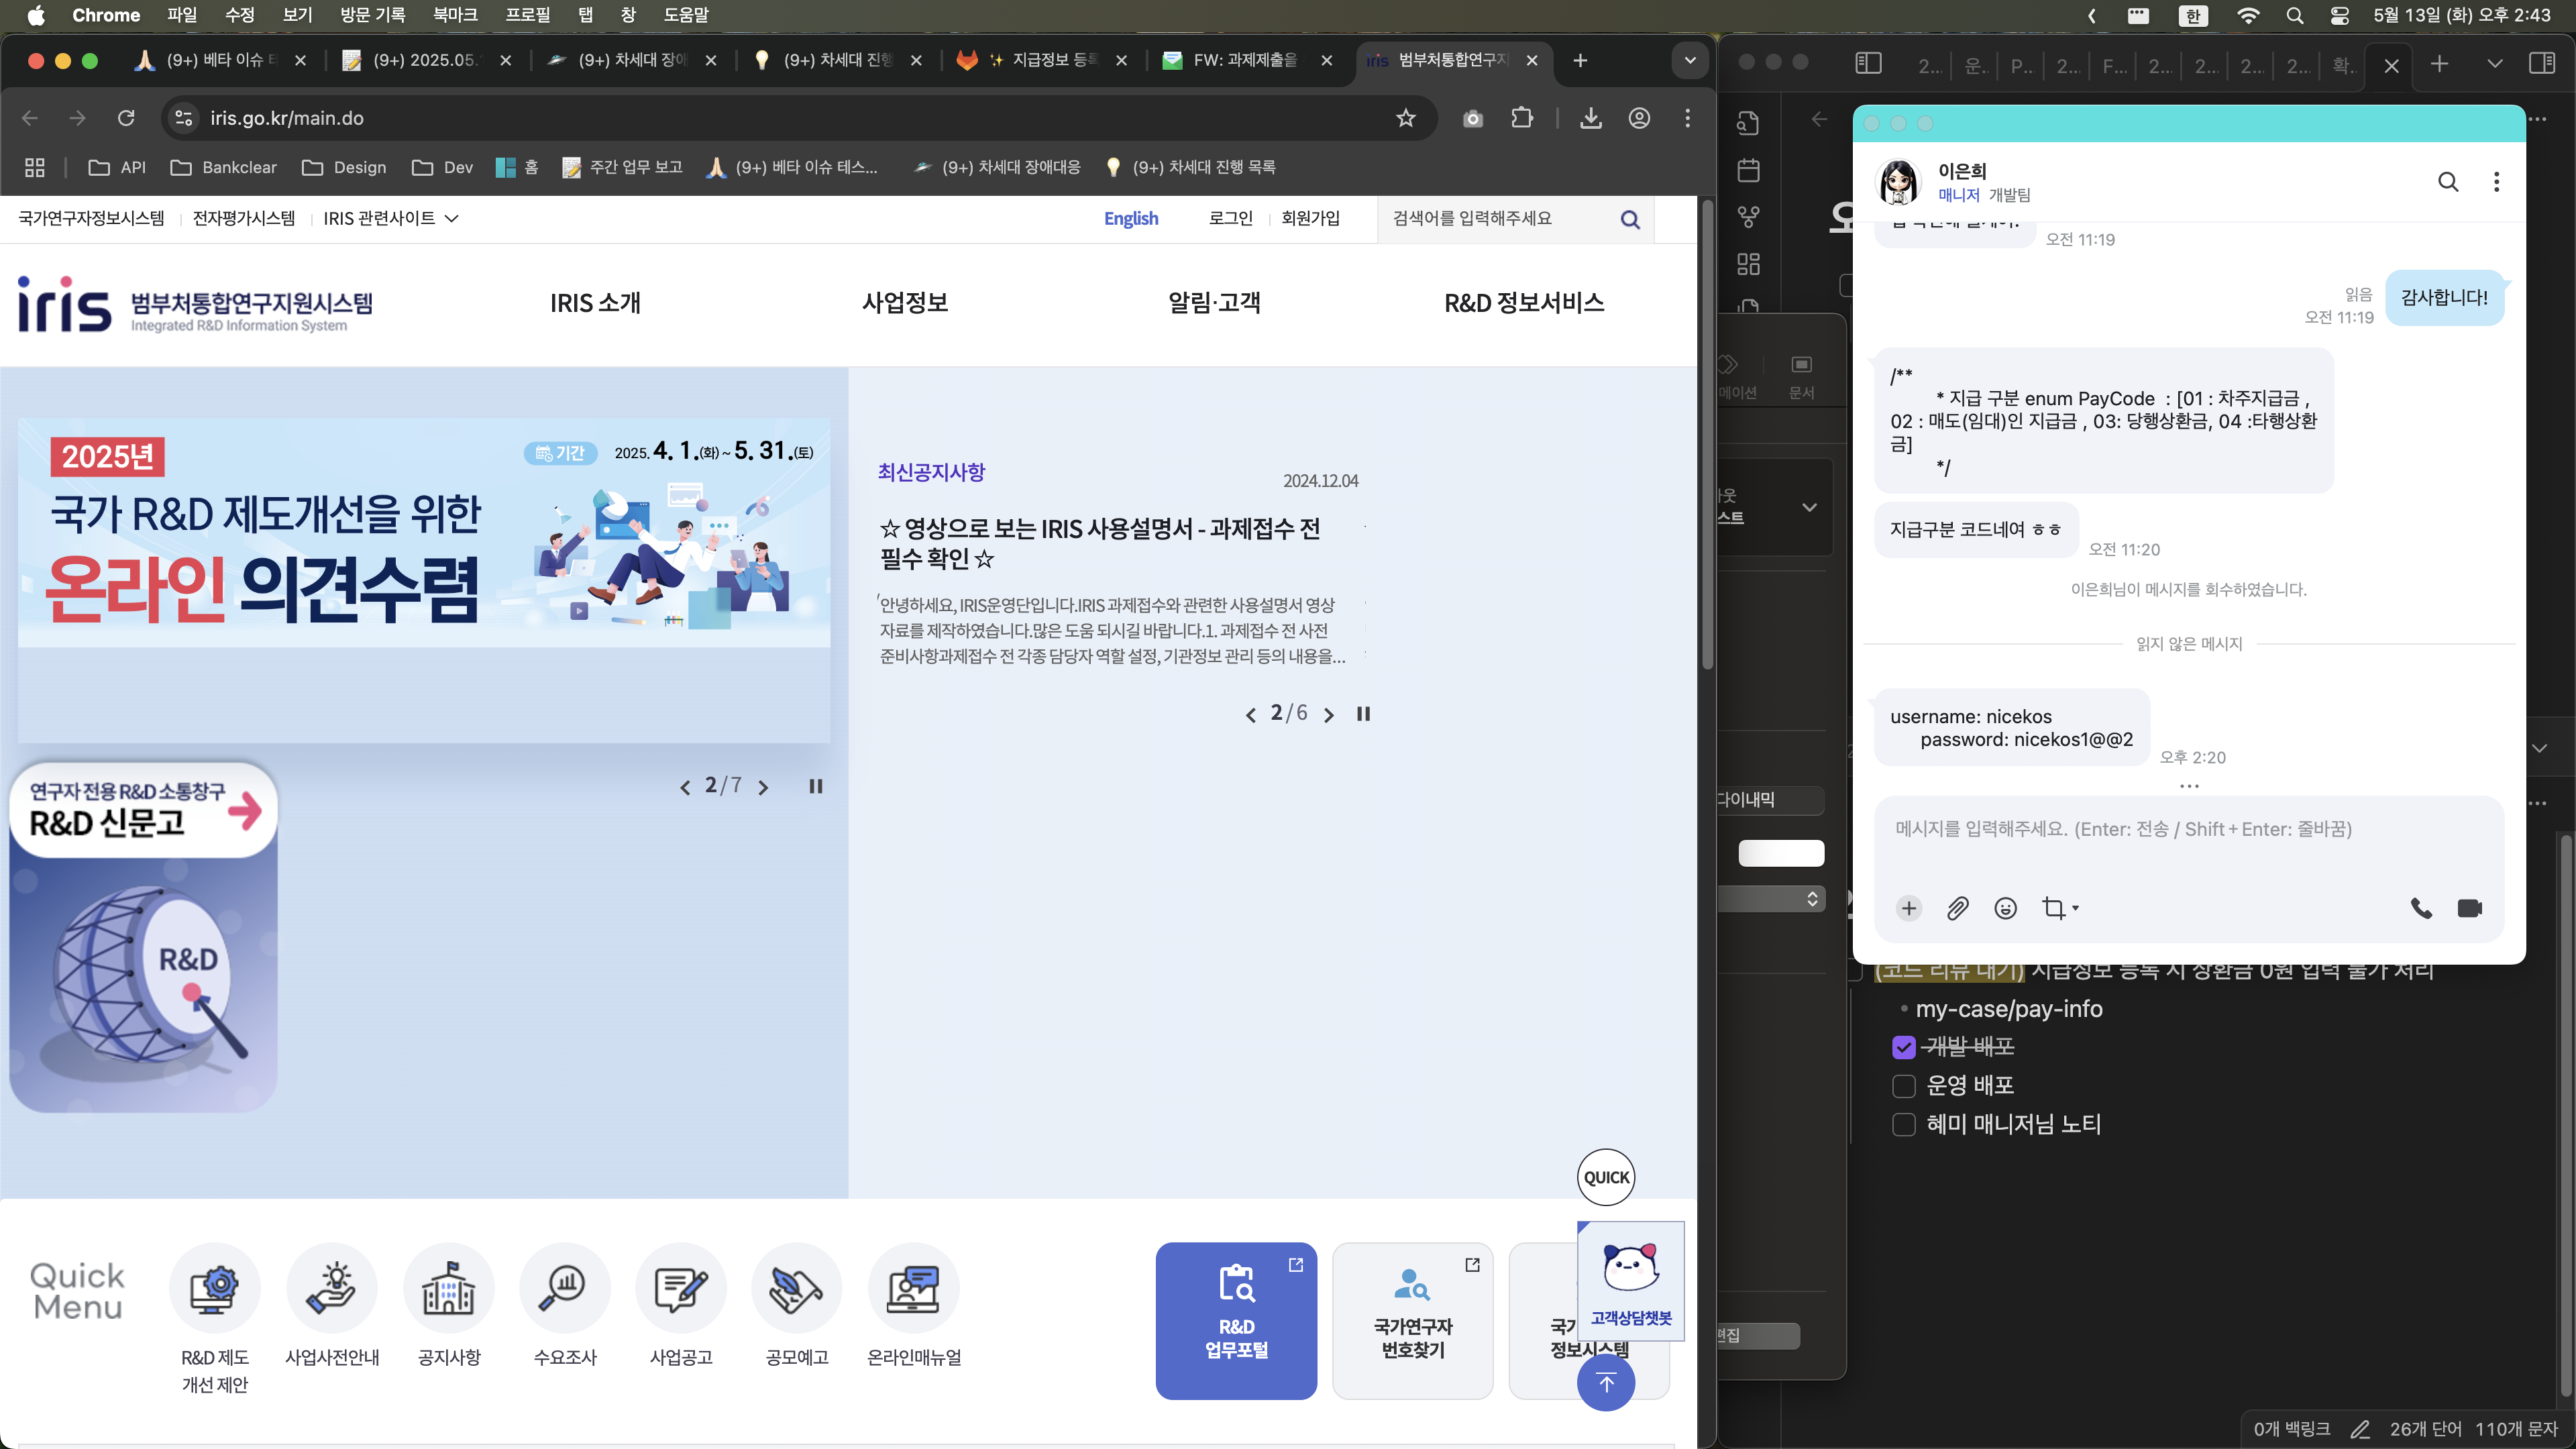 Chrome 파일 수정 보기 방문 기록 북마크 프로필 탭 창 도움말
한 5월 13일 (화) 오후 2:43
(9+) 베타 이슈 (9+) 2025.05. (9+) 차세대 장애 (9+) 차세대 진행 지급정보 등록 FW: 과제제출을 iris 범부처통합연구지
iris.go.kr/main.do
API Bankclear Design Dev 홈 주간 업무 보고 (9+) 베타 이슈 테스... (9+) 차세대 장애대응 (9+) 차세대 진행 목록
국가연구자정보시스템 전자평가시스템 IRIS 관련사이트
English 로그인 회원가입 검색어를 입력해주세요
iris 범부처통합연구지원시스템
Integrated R&D Information System
IRIS 소개 사업정보 알림·고객 R&D 정보서비스
2025년
기간 2025. 4. 1.(화) ~ 5. 31.(토)
국가 R&D 제도개선을 위한
온라인 의견수렴
2/7
연구자 전용 R&D 소통창구
R&D 신문고
R&D
최신공지사항
2024.12.04
☆ 영상으로 보는 IRIS 사용설명서 - 과제접수 전
필수 확인 ☆
안녕하세요, IRIS운영단입니다.IRIS 과제접수와 관련한 사용설명서 영상
자료를 제작하였습니다.많은 도움 되시길 바랍니다.1. 과제접수 전 사전
준비사항과제접수 전 각종 담당자 역할 설정, 기관정보 관리 등의 내용을...
2/6
QUICK
Quick
Menu
R&D 제도
개선 제안
사업사전안내
공지사항
수요조사
사업공고
공모예고
온라인매뉴얼
R&D
업무포털
국가연구자
번호찾기
국가
정보시스템
고객상담챗봇
2... 운. P... 2... F... 2... 2... 2... 2... 확.
메이션 문서
스트
다이내믹
편집
이은희
매니저 개발팀
오전 11:19
감사합니다!
읽음
오전 11:19
/**
* 지급 구분 enum PayCode : [01 : 차주지급금 ,
02 : 매도(임대)인 지급금 , 03: 당행상환금, 04 :타행상환
금]
*/
지급구분 코드네여 ㅎㅎ
오전 11:20
이은희님이 메시지를 회수하였습니다.
읽지 않은 메시지
username: nicekos
password: nicekos1@@2
오후 2:20
메시지를 입력해주세요. (Enter: 전송 / Shift + Enter: 줄바꿈)
(코드 리뷰 대기) 지급정보 등록 시 상환금 0원 입력 불가 처리
my-case/pay-info
개발 배포
운영 배포
혜미 매니저님 노티
0개 백링크 26개 단어 110개 문자